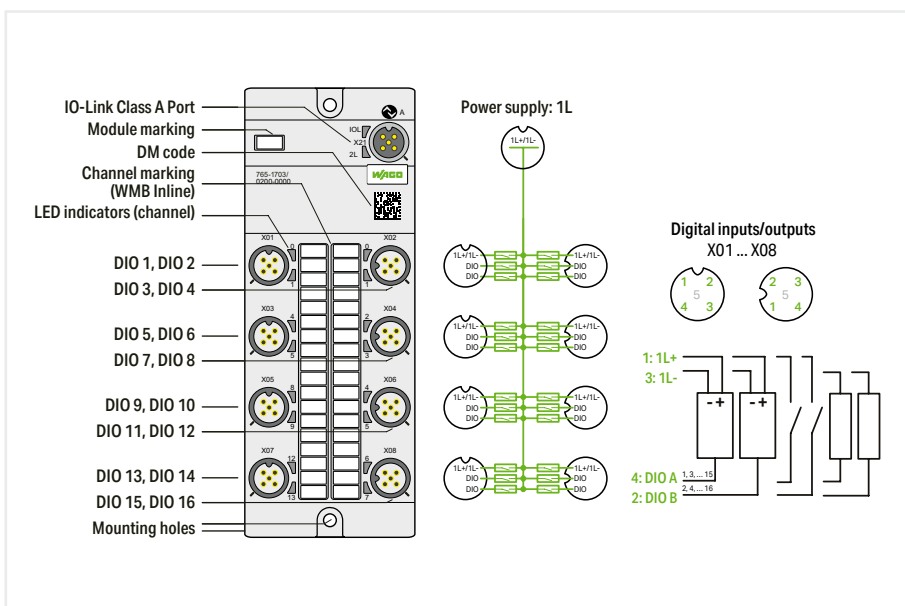 IO-Link Class A Port
Module marking
DM code
Channel marking
(WMB Inline)
LED indicators (channel)
DIO 1, DIO 2
DIO 3, DIO 4
DIO 5, DIO 6
DIO 7, DIO 8
DIO 9, DIO 10
DIO 11, DIO 12
DIO 13, DIO 14
DIO 15, DIO 16
Mounting holes
A
IOL
X21
2L
WAGO
765-1703/
0200-0000
X01
0
0
X02
1
1
X03
4
2
X04
5
3
X05
8
4
X06
9
5
X07
12
6
X08
13
7
Power supply: 1L
1L+/1L-
1L+/1L-
1L+/1L-
DIO
DIO
DIO
DIO
1L+/1L-
1L+/1L-
DIO
DIO
DIO
DIO
1L+/1L-
1L+/1L-
DIO
DIO
DIO
DIO
1L+/1L-
1L+/1L-
DIO
DIO
DIO
DIO
Digital inputs/outputs
X01 ... X08
1 2
5
4 3
2 3
5
1 4
1: 1L+
3: 1L-
- +
- +
4: DIO A
1, 3,... 15
2, 4,... 16
2: DIO B